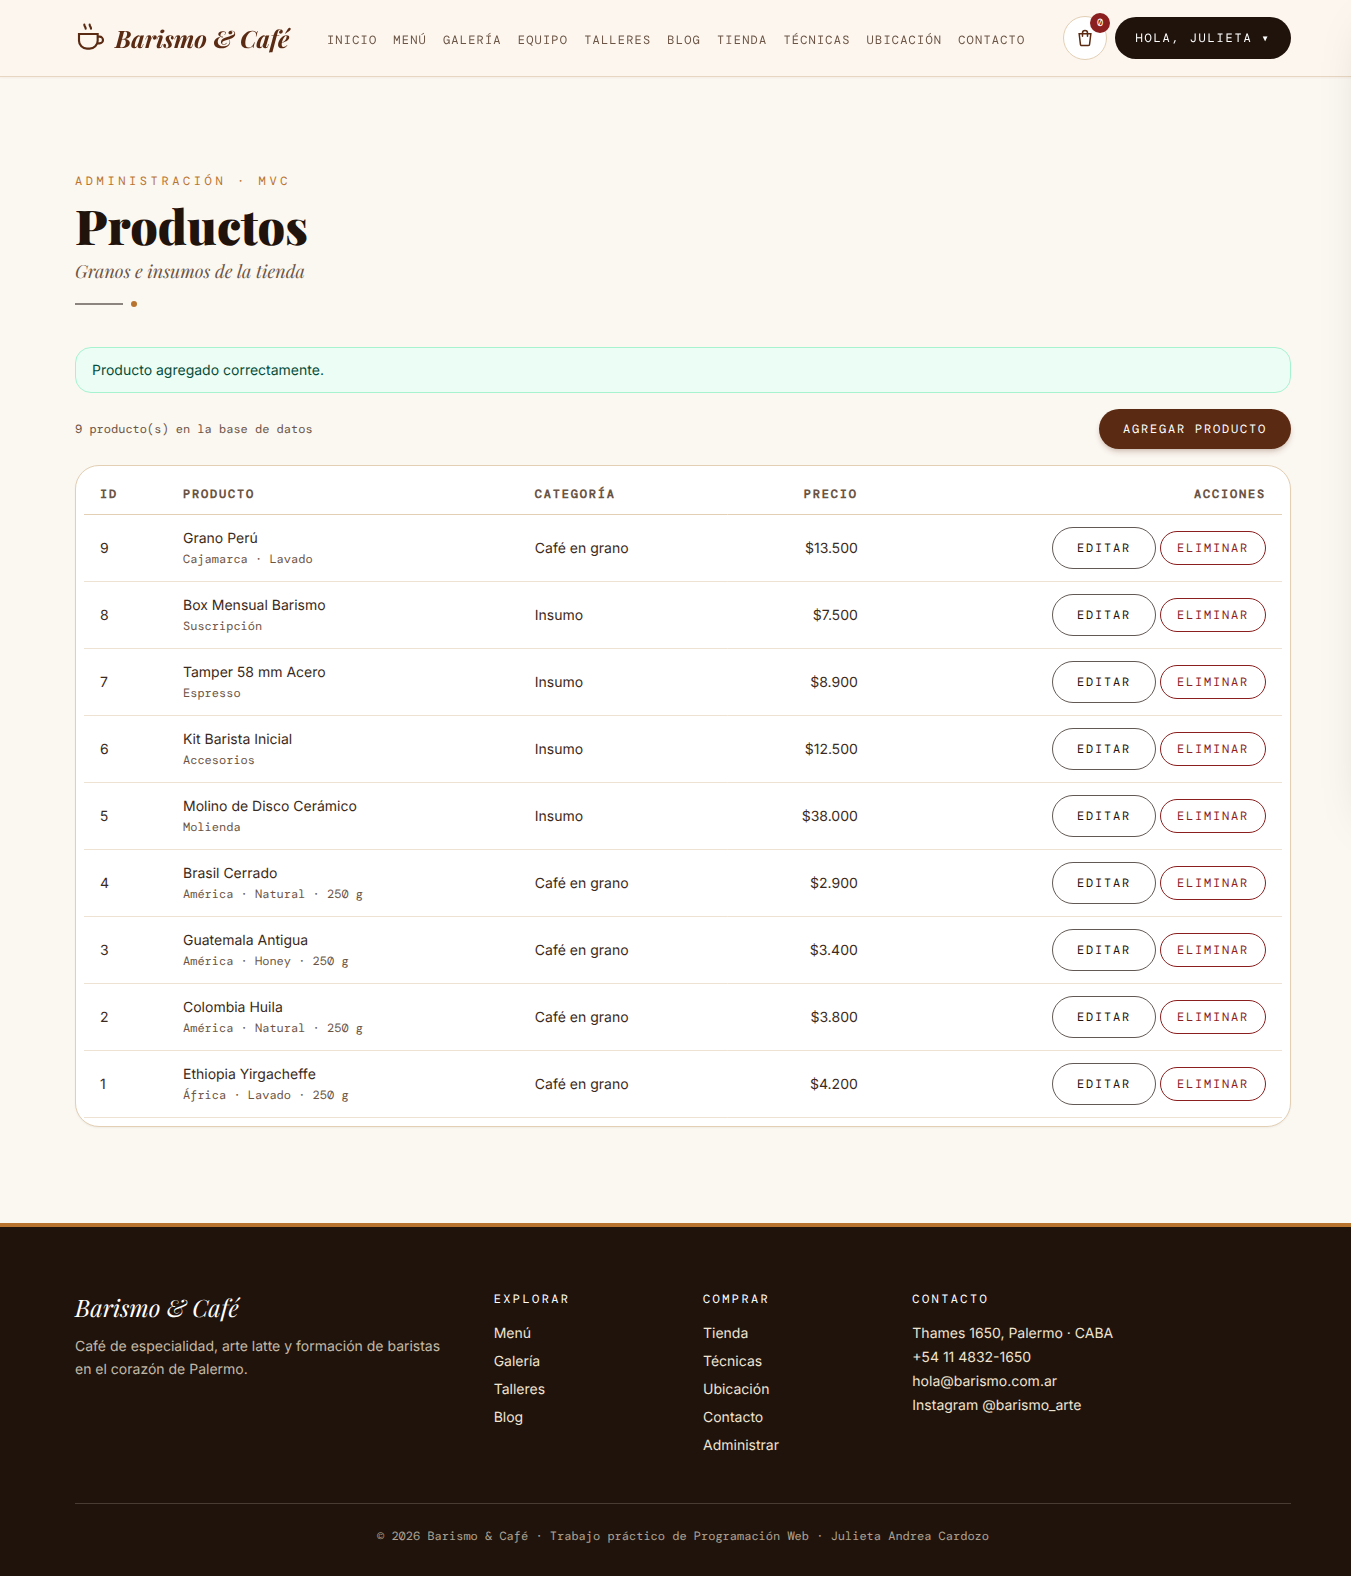 Barismo & Café
INICIO MENÚ GALERÍA EQUIPO TALLERES BLOG TIENDA TÉCNICAS UBICACIÓN CONTACTO
0
HOLA, JULIETA ▾
ADMINISTRACIÓN · MVC
Productos
Granos e insumos de la tienda
Producto agregado correctamente.
9 producto(s) en la base de datos
AGREGAR PRODUCTO
ID PRODUCTO CATEGORÍA PRECIO ACCIONES
9 Grano Perú Café en grano $13.500 EDITAR ELIMINAR
Cajamarca · Lavado
8 Box Mensual Barismo Insumo $7.500 EDITAR ELIMINAR
Suscripción
7 Tamper 58 mm Acero Insumo $8.900 EDITAR ELIMINAR
Espresso
6 Kit Barista Inicial Insumo $12.500 EDITAR ELIMINAR
Accesorios
5 Molino de Disco Cerámico Insumo $38.000 EDITAR ELIMINAR
Molienda
4 Brasil Cerrado Café en grano $2.900 EDITAR ELIMINAR
América · Natural · 250 g
3 Guatemala Antigua Café en grano $3.400 EDITAR ELIMINAR
América · Honey · 250 g
2 Colombia Huila Café en grano $3.800 EDITAR ELIMINAR
América · Natural · 250 g
1 Ethiopia Yirgacheffe Café en grano $4.200 EDITAR ELIMINAR
África · Lavado · 250 g
Barismo & Café
Café de especialidad, arte latte y formación de baristas
en el corazón de Palermo.
EXPLORAR
Menú
Galería
Talleres
Blog
COMPRAR
Tienda
Técnicas
Ubicación
Contacto
Administrar
CONTACTO
Thames 1650, Palermo · CABA
+54 11 4832-1650
hola@barismo.com.ar
Instagram @barismo_arte
© 2026 Barismo & Café · Trabajo práctico de Programación Web · Julieta Andrea Cardozo